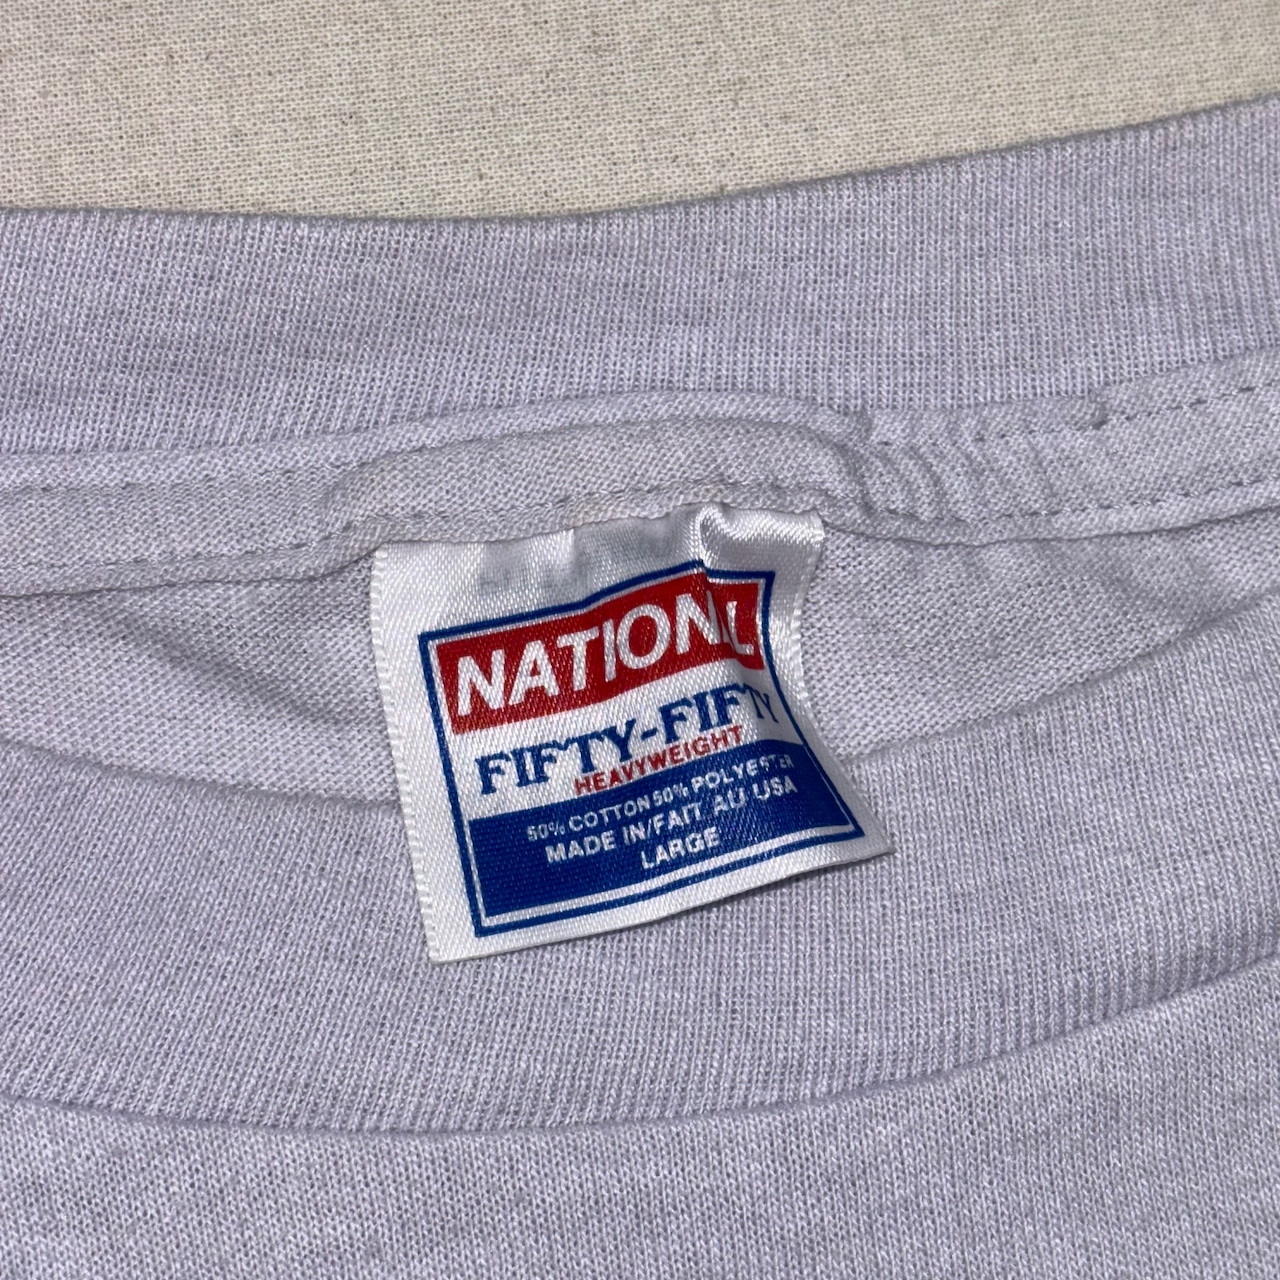 NATIONAL
FIFTY-FIFTY
HEAVYWEIGHT
50% COTTON 50% POLYESTER
MADE IN/FAIT AU USA
LARGE